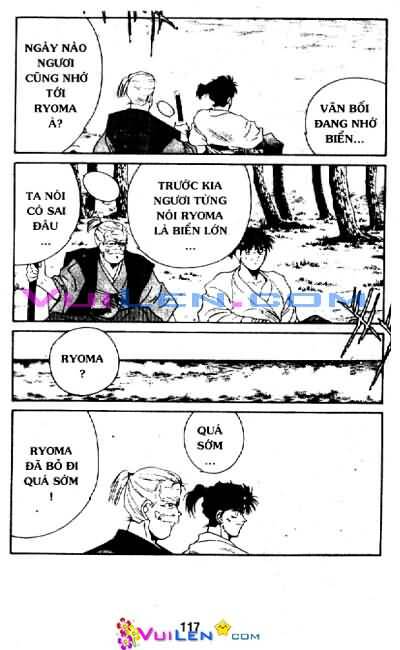 NGÀY NÀO
NGƯƠI
CŨNG NHỚ
TỚI
RYOMA
À?
VÃN BỐI
ĐANG NHỚ
BIỂN...
TA NÓI
CÓ SAI
ĐÂU
...
TRƯỚC KIA
NGƯƠI TỪNG
NÓI RYOMA
LÀ BIỂN LỚN
...
VUILEN.COM
RYOMA
?
QUÁ
SỚM
...
RYOMA
ĐÃ BỎ ĐI
QUÁ SỚM
!
117
VUILEN COM